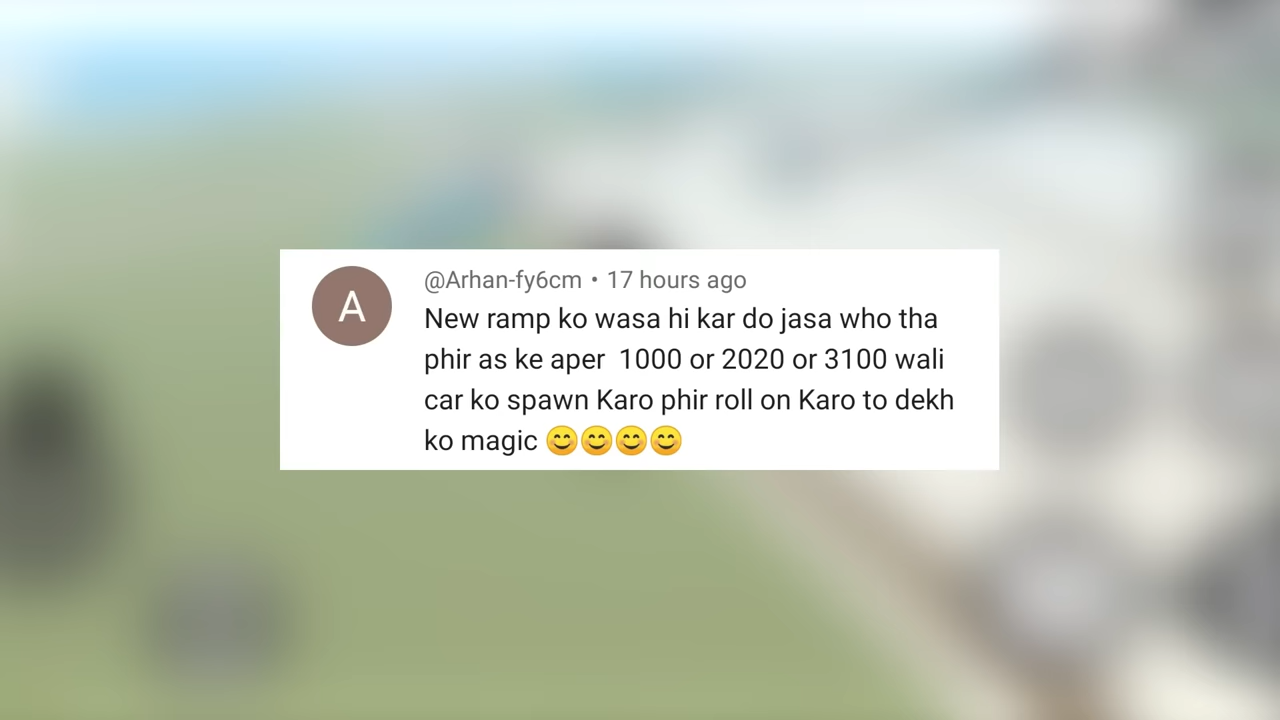 A
@Arhan-fy6cm • 17 hours ago
New ramp ko wasa hi kar do jasa who tha
phir as ke aper  1000 or 2020 or 3100 wali
car ko spawn Karo phir roll on Karo to dekh
ko magic 😊😊😊😊